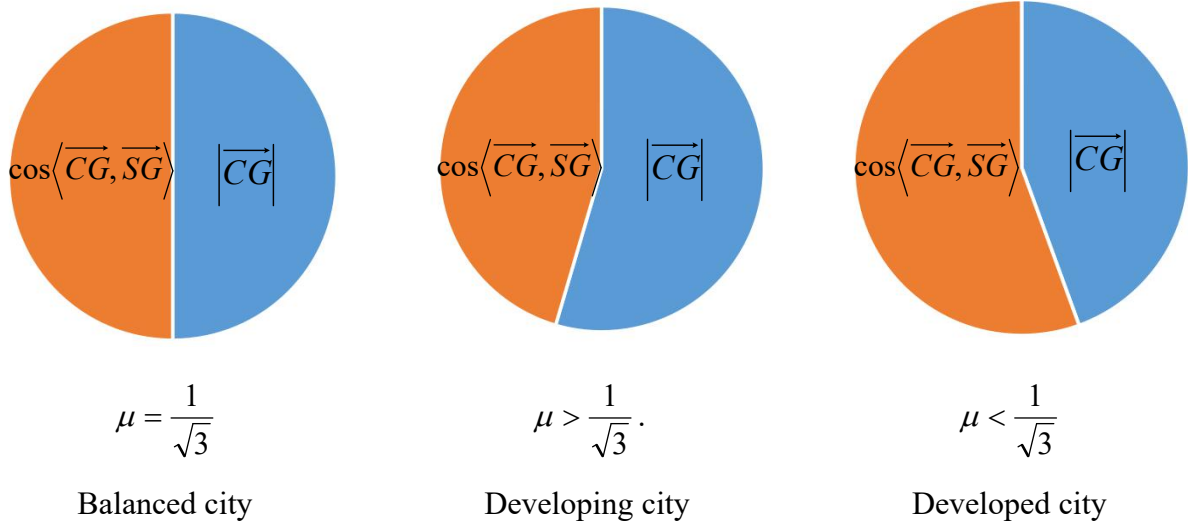 cos⟨CG⃗, SG⃗⟩ |CG⃗|
cos⟨CG⃗, SG⃗⟩ |CG⃗|
cos⟨CG⃗, SG⃗⟩ |CG⃗|
μ = 1/√3
μ > 1/√3 .
μ < 1/√3
Balanced city
Developing city
Developed city